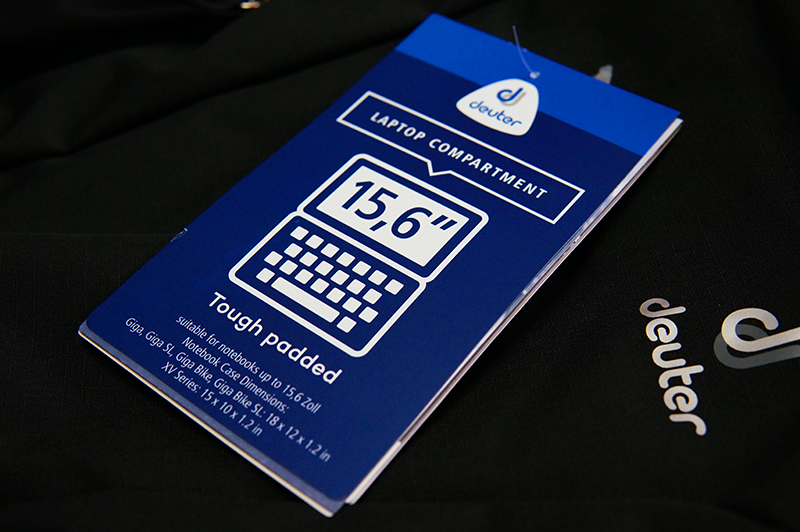 deuter
LAPTOP COMPARTMENT
15,6”
Tough padded
suitable for notebooks up to 15,6 Zoll
Notebook Case Dimensions:
Giga, Giga SL, Giga Bike, Giga Bike SL: 18 x 12 x 1.2 in
XV Series: 15 x 10 x 1.2 in
deuter